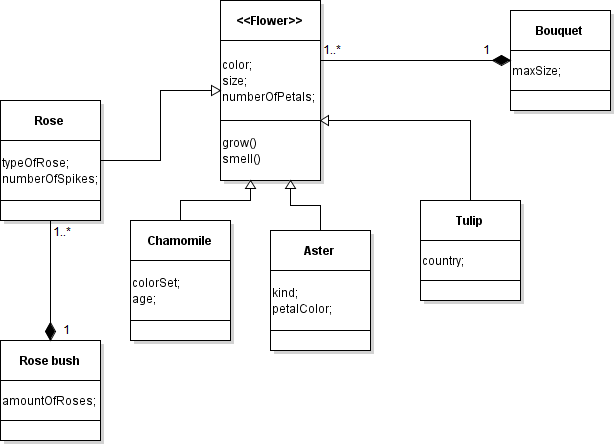 <<Flower>>
color;
size;
numberOfPetals;
grow()
smell()
1..*
1
Bouquet
maxSize;
Rose
typeOfRose;
numberOfSpikes;
1..*
1
Rose bush
amountOfRoses;
Chamomile
colorSet;
age;
Aster
kind;
petalColor;
Tulip
country;